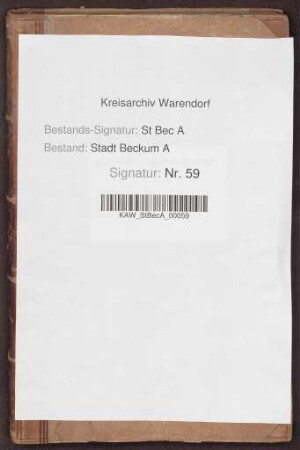 Kreisarchiv Warendorf
Bestands-Signatur: St Bec A
Bestand: Stadt Beckum A
Signatur: Nr. 59
KAW_StBecA_00059